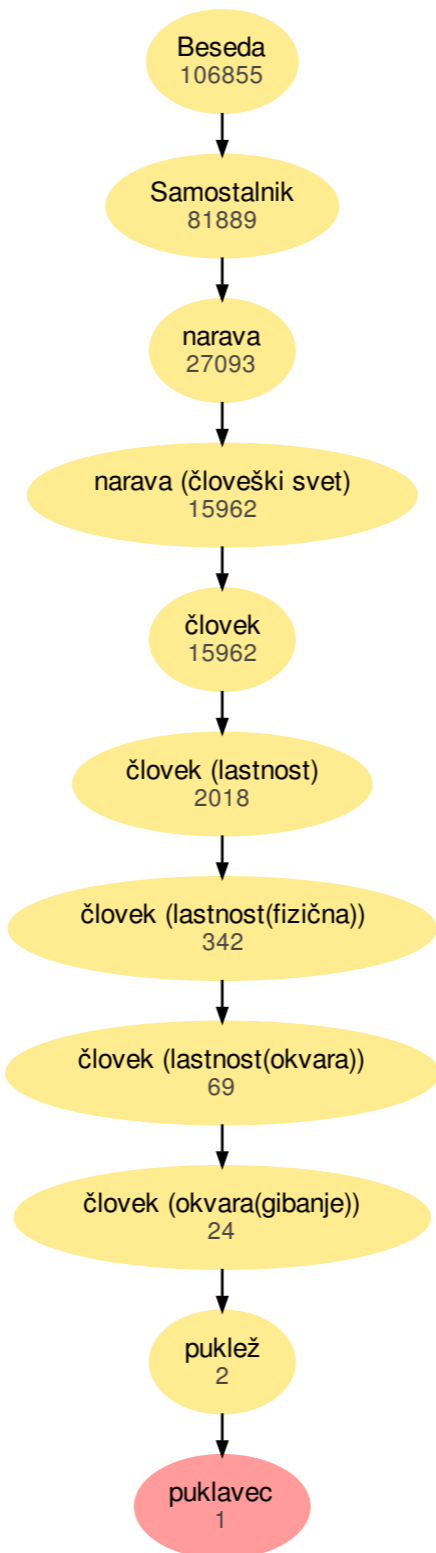 Beseda
106855
Samostalnik
81889
narava
27093
narava (človeški svet)
15962
človek
15962
človek (lastnost)
2018
človek (lastnost(fizična))
342
človek (lastnost(okvara))
69
človek (okvara(gibanje))
24
puklež
2
puklavec
1